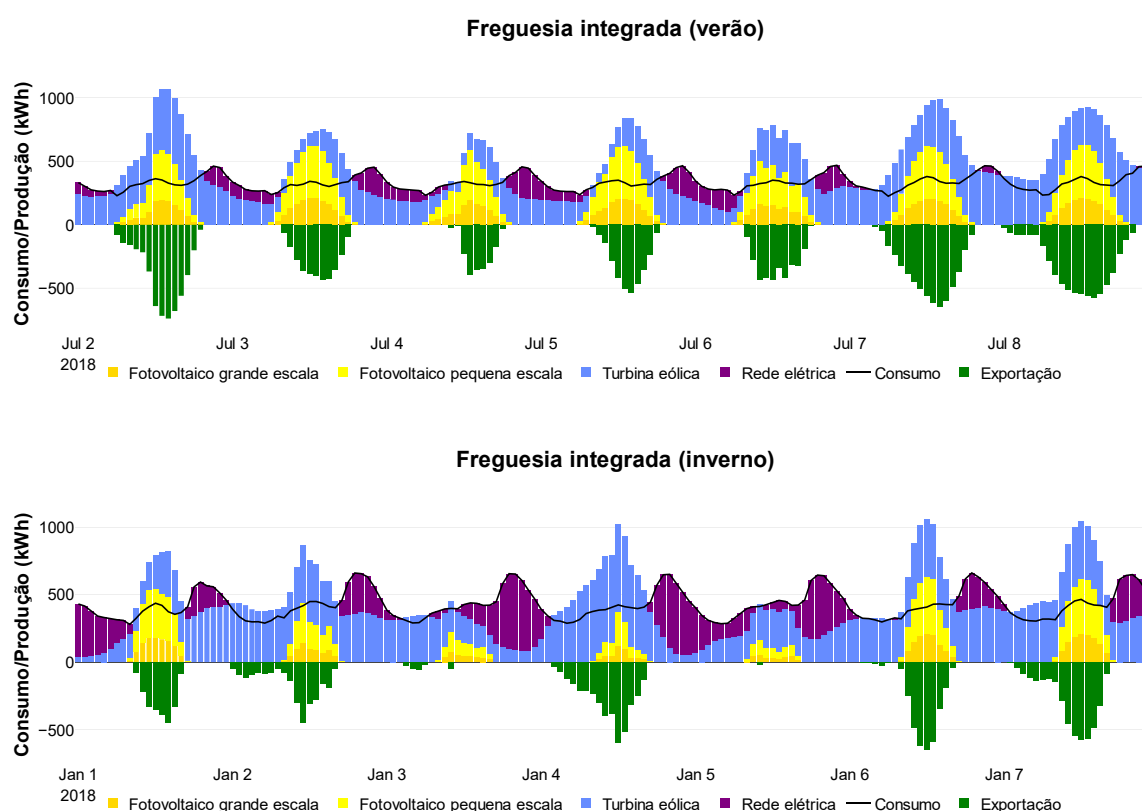 Freguesia integrada (verão)
Consumo/Produção (kWh)
1000
500
0
−500
Jul 2
2018
Jul 3
Jul 4
Jul 5
Jul 6
Jul 7
Jul 8
Fotovoltaico grande escala
Fotovoltaico pequena escala
Turbina eólica
Rede elétrica
Consumo
Exportação
Freguesia integrada (inverno)
Consumo/Produção (kWh)
1000
500
0
−500
Jan 1
2018
Jan 2
Jan 3
Jan 4
Jan 5
Jan 6
Jan 7
Fotovoltaico grande escala
Fotovoltaico pequena escala
Turbina eólica
Rede elétrica
Consumo
Exportação